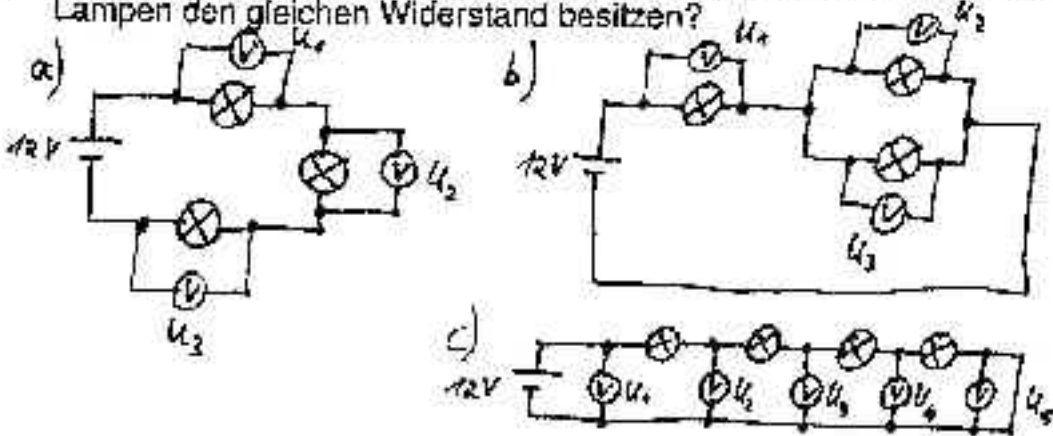 Lampen den gleichen Widerstand besitzen?
a)
U₁
12V
U₂
U₃
b)
U₁
U₂
12V
U₃
c)
12V
V U₁
V U₂
V U₃
V U₄
V U₅